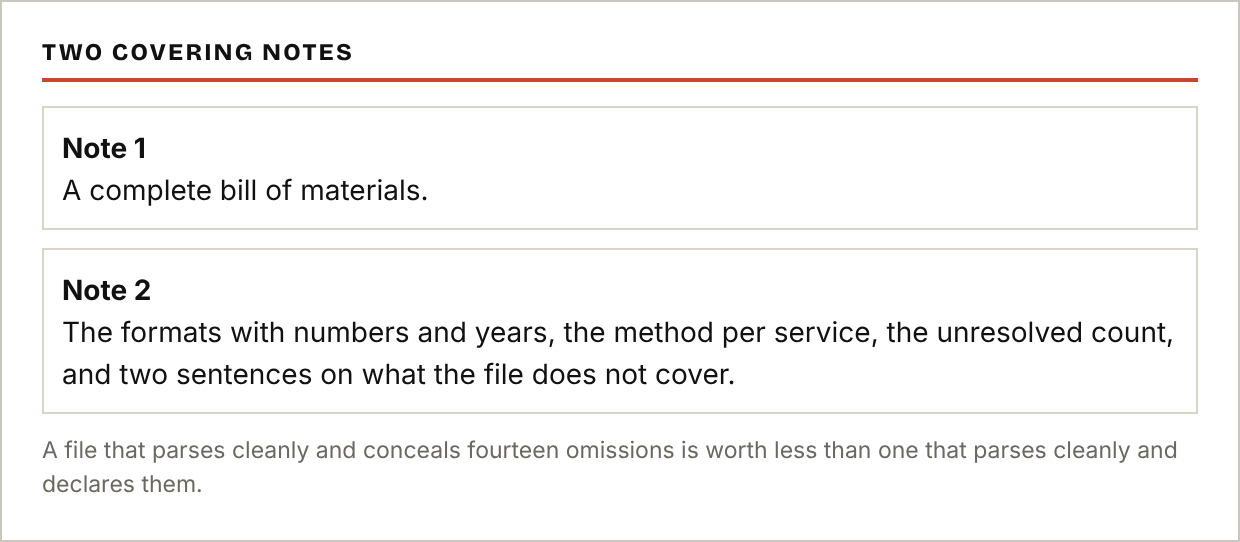 TWO COVERING NOTES
Note 1
A complete bill of materials.
Note 2
The formats with numbers and years, the method per service, the unresolved count,
and two sentences on what the file does not cover.
A file that parses cleanly and conceals fourteen omissions is worth less than one that parses cleanly and
declares them.